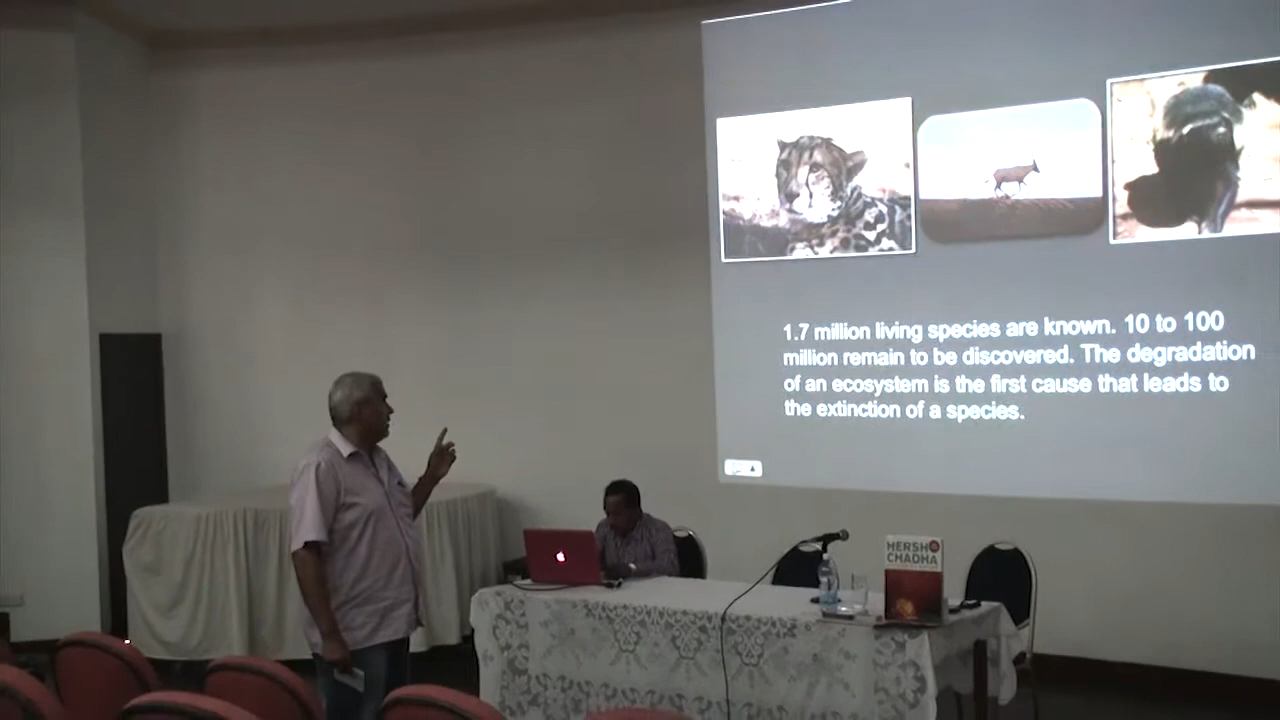 1.7 million living species are known. 10 to 100
million remain to be discovered. The degradation
of an ecosystem is the first cause that leads to
the extinction of a species.
HERSH
CHADHA